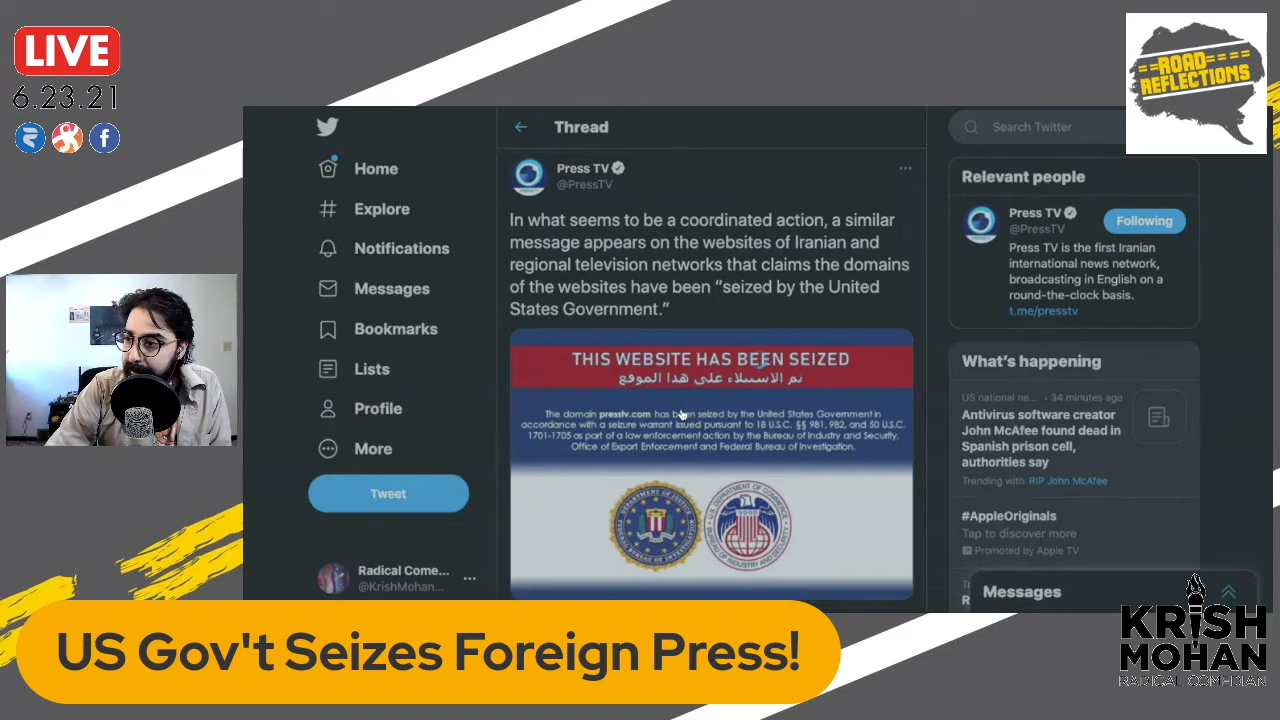 LIVE
6.23.21
==ROAD====
REFLECTIONS
Home
Explore
Notifications
Messages
Bookmarks
Lists
Profile
More
Tweet
Radical Come...
@KrishMohan...
Thread
Press TV
@PressTV
In what seems to be a coordinated action, a similar
message appears on the websites of Iranian and
regional television networks that claims the domains
of the websites have been “seized by the United
States Government.”
THIS WEBSITE HAS BEEN SEIZED
تم الاستيلاء على هذا الموقع
The domain presstv.com has been seized by the United States Government in
accordance with a seizure warrant issued pursuant to 18 U.S.C. §§ 981, 982, and 50 U.S.C.
1701-1705 as part of a law enforcement action by the Bureau of Industry and Security,
Office of Export Enforcement and Federal Bureau of Investigation.
Search Twitter
Relevant people
Press TV
@PressTV
Following
Press TV is the first Iranian
international news network,
broadcasting in English on a
round-the-clock basis.
t.me/presstv
What's happening
US national ne... · 34 minutes ago
Antivirus software creator
John McAfee found dead in
Spanish prison cell,
authorities say
Trending with RIP John McAfee
#AppleOriginals
Tap to discover more
Promoted by Apple TV
Messages
US Gov't Seizes Foreign Press!
KRISH
MOHAN
RADICAL COMEDIAN